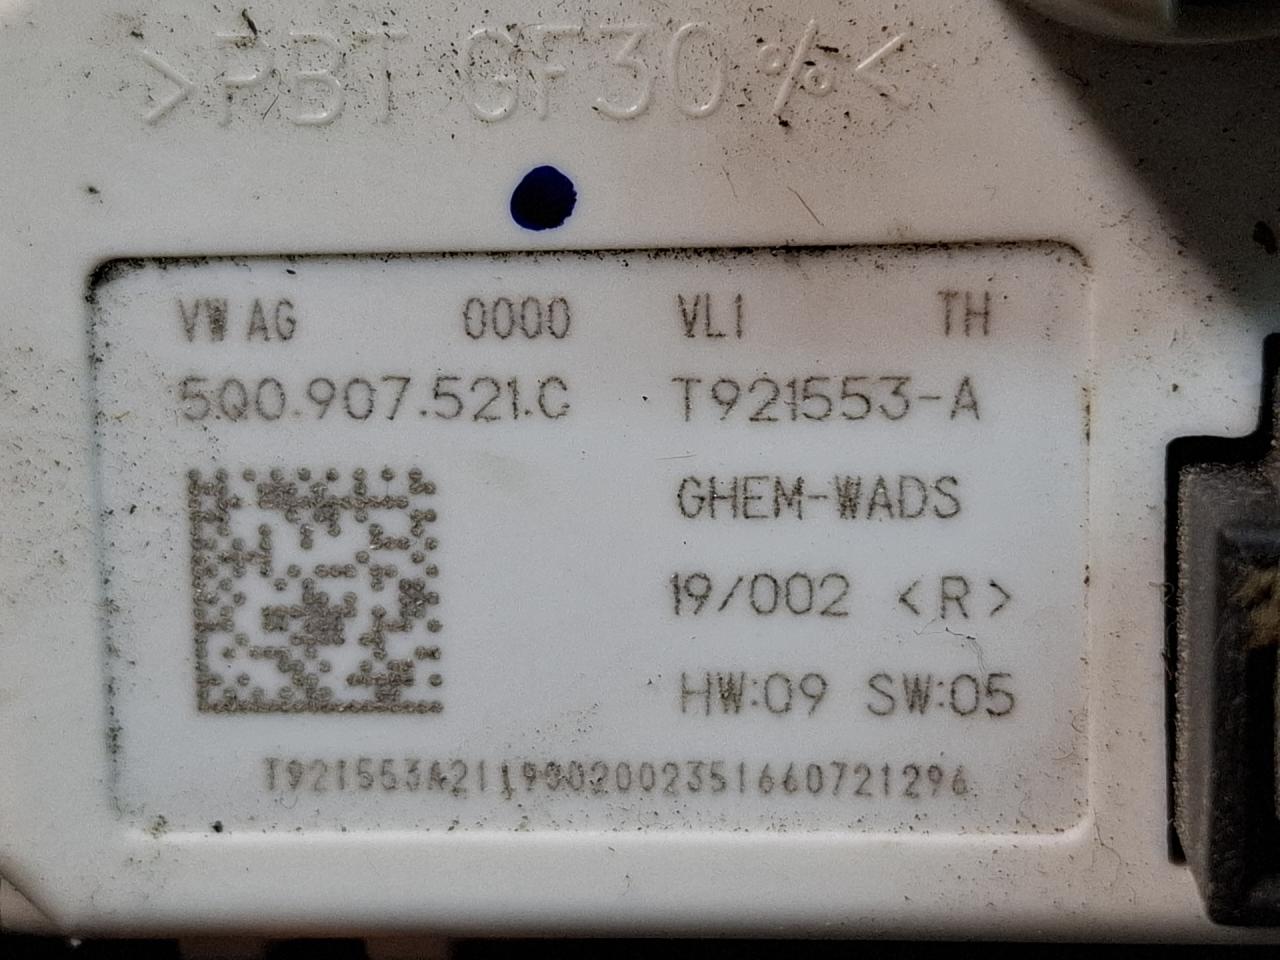 >PBT GF30%<
VW AG 0000 VL1 TH
5Q0.907.521.C T921553-A
GHEM-WADS
19/002 <R>
HW:09 SW:05
T921553A2119002002351660721296